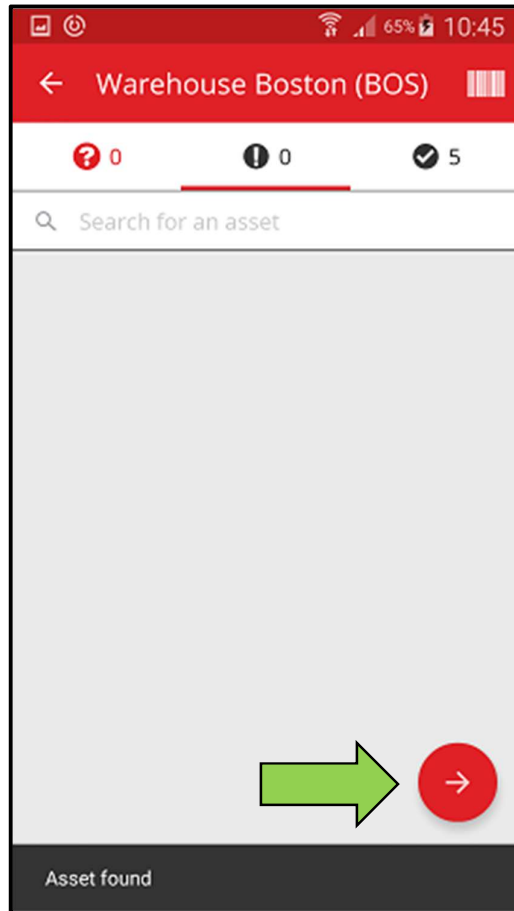 65% 10:45
Warehouse Boston (BOS)
0 0 5
Search for an asset
Asset found